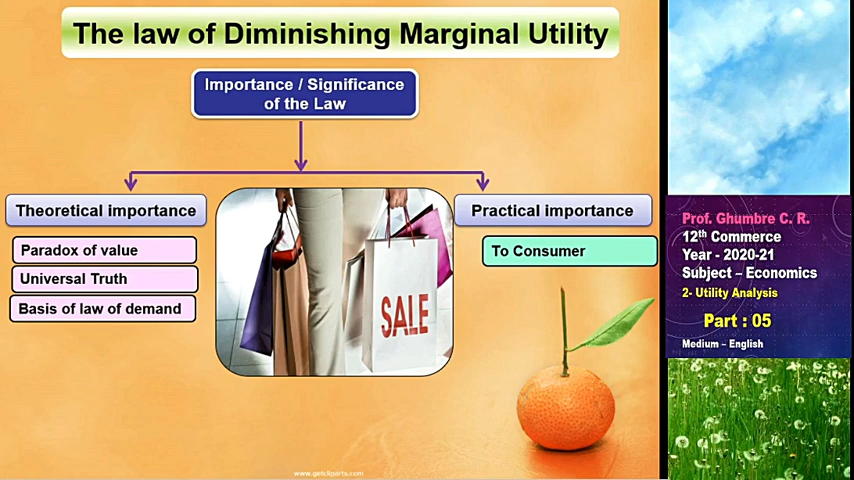 The law of Diminishing Marginal Utility
Importance / Significance
of the Law
Theoretical importance
Paradox of value
Universal Truth
Basis of law of demand
SALE
Practical importance
To Consumer
www.getcliparts.com
Prof. Ghumbre C. R.
12th Commerce
Year - 2020-21
Subject – Economics
2- Utility Analysis
Part : 05
Medium – English